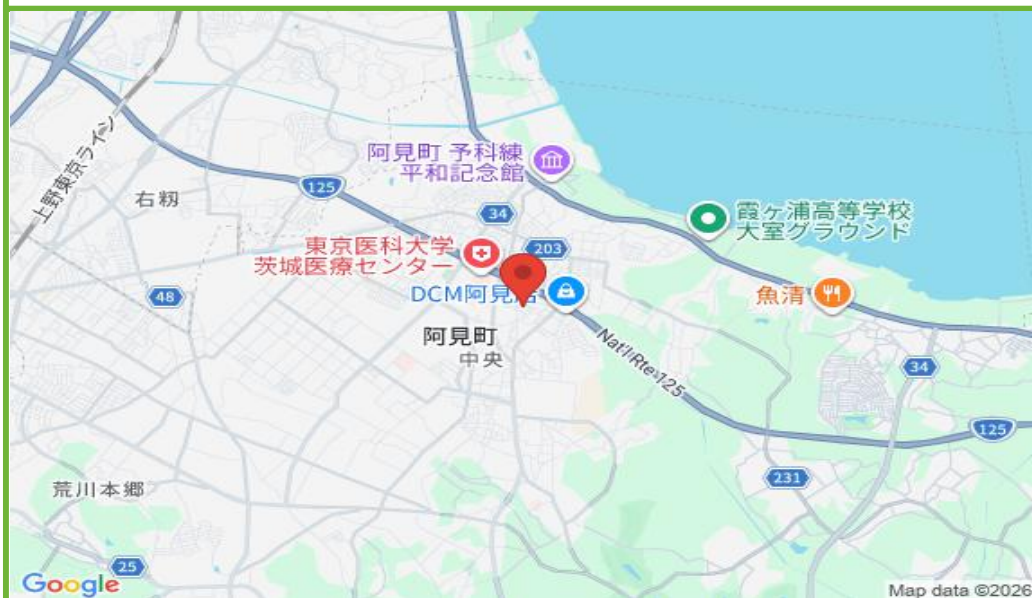 上野東京ライン
右籾
125
阿見町 予科練
平和記念館
34
203
東京医科大学
茨城医療センター
霞ヶ浦高等学校
大室グラウンド
48
DCM阿見店
魚清
阿見町
中央
Nat'l Rte 125
34
125
231
荒川本郷
25
Google
Map data ©2026